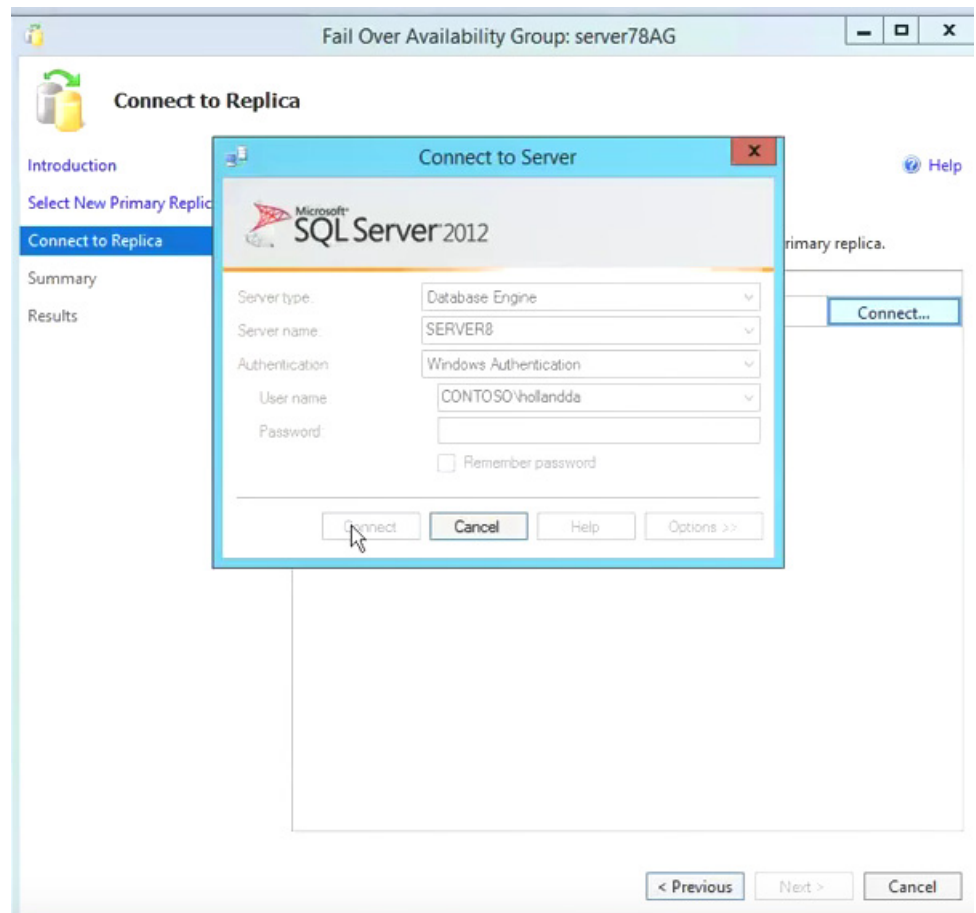 Fail Over Availability Group: server78AG
Connect to Replica
Introduction
Help
Select New Primary Replic
Connect to Replica
rimary replica.
Summary
Results
Connect...
Connect to Server
Microsoft
SQL Server 2012
Server type:
Database Engine
Server name:
SERVER8
Authentication
Windows Authentication
User name
CONTOSO\hollandda
Password:
Remember password
Connect
Cancel
Help
Options >>
< Previous
Next >
Cancel